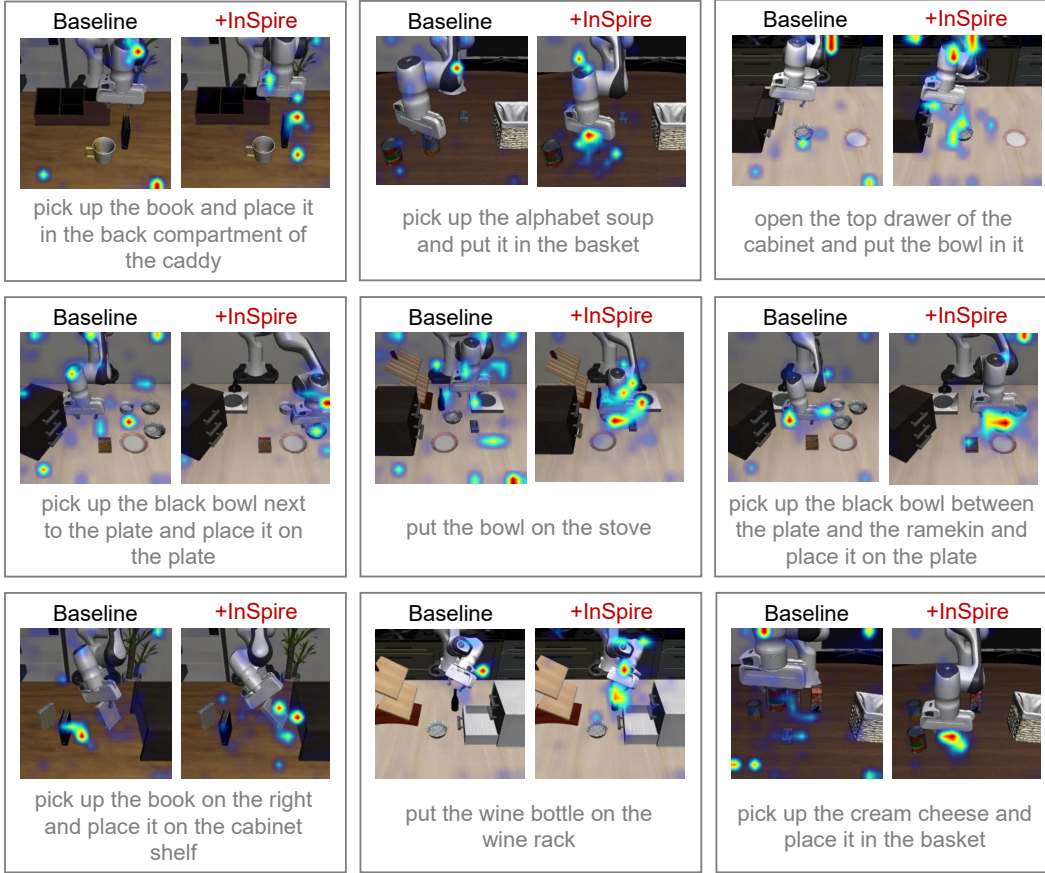 Baseline +InSpire
pick up the book and place it
in the back compartment of
the caddy
Baseline +InSpire
pick up the alphabet soup
and put it in the basket
Baseline +InSpire
open the top drawer of the
cabinet and put the bowl in it
Baseline +InSpire
pick up the black bowl next
to the plate and place it on
the plate
Baseline +InSpire
put the bowl on the stove
Baseline +InSpire
pick up the black bowl between
the plate and the ramekin and
place it on the plate
Baseline +InSpire
pick up the book on the right
and place it on the cabinet
shelf
Baseline +InSpire
put the wine bottle on the
wine rack
Baseline +InSpire
pick up the cream cheese and
place it in the basket